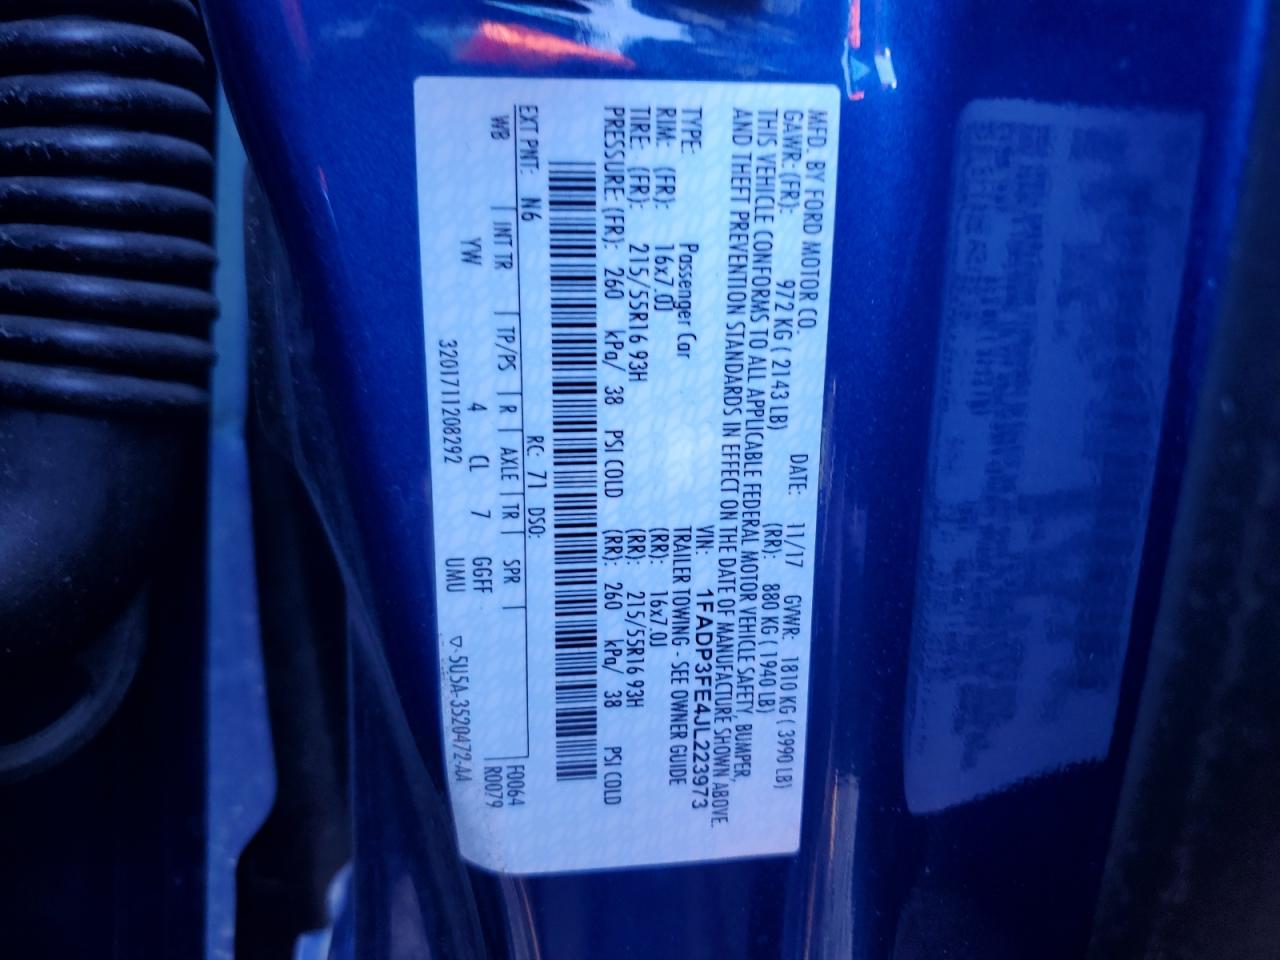 MFD. BY FORD MOTOR CO.
DATE: 11/17 GVWR: 1810 KG ( 3990 LB)
GAWR: (FR): 972 KG ( 2143 LB) (RR): 880 KG ( 1940 LB)
THIS VEHICLE CONFORMS TO ALL APPLICABLE FEDERAL MOTOR VEHICLE SAFETY, BUMPER,
AND THEFT PREVENTION STANDARDS IN EFFECT ON THE DATE OF MANUFACTURE SHOWN ABOVE.
VIN: 1FADP3FE4JL223973
TYPE: Passenger Car TRAILER TOWING - SEE OWNER GUIDE
RIM: (FR): 16x7.0J (RR): 16x7.0J
TIRE: (FR): 215/55R16 93H (RR): 215/55R16 93H
PRESSURE: (FR): 260 kPa/ 38 PSI COLD (RR): 260 kPa/ 38 PSI COLD
EXT PNT: N6 RC: 71 DSO: F0064
WB | INT TR | TP/PS | R | AXLE | TR | SPR | R0079
YW 4 CL 7 GGFF
3201711208292 UMU ▽-5U5A-3520472-AA